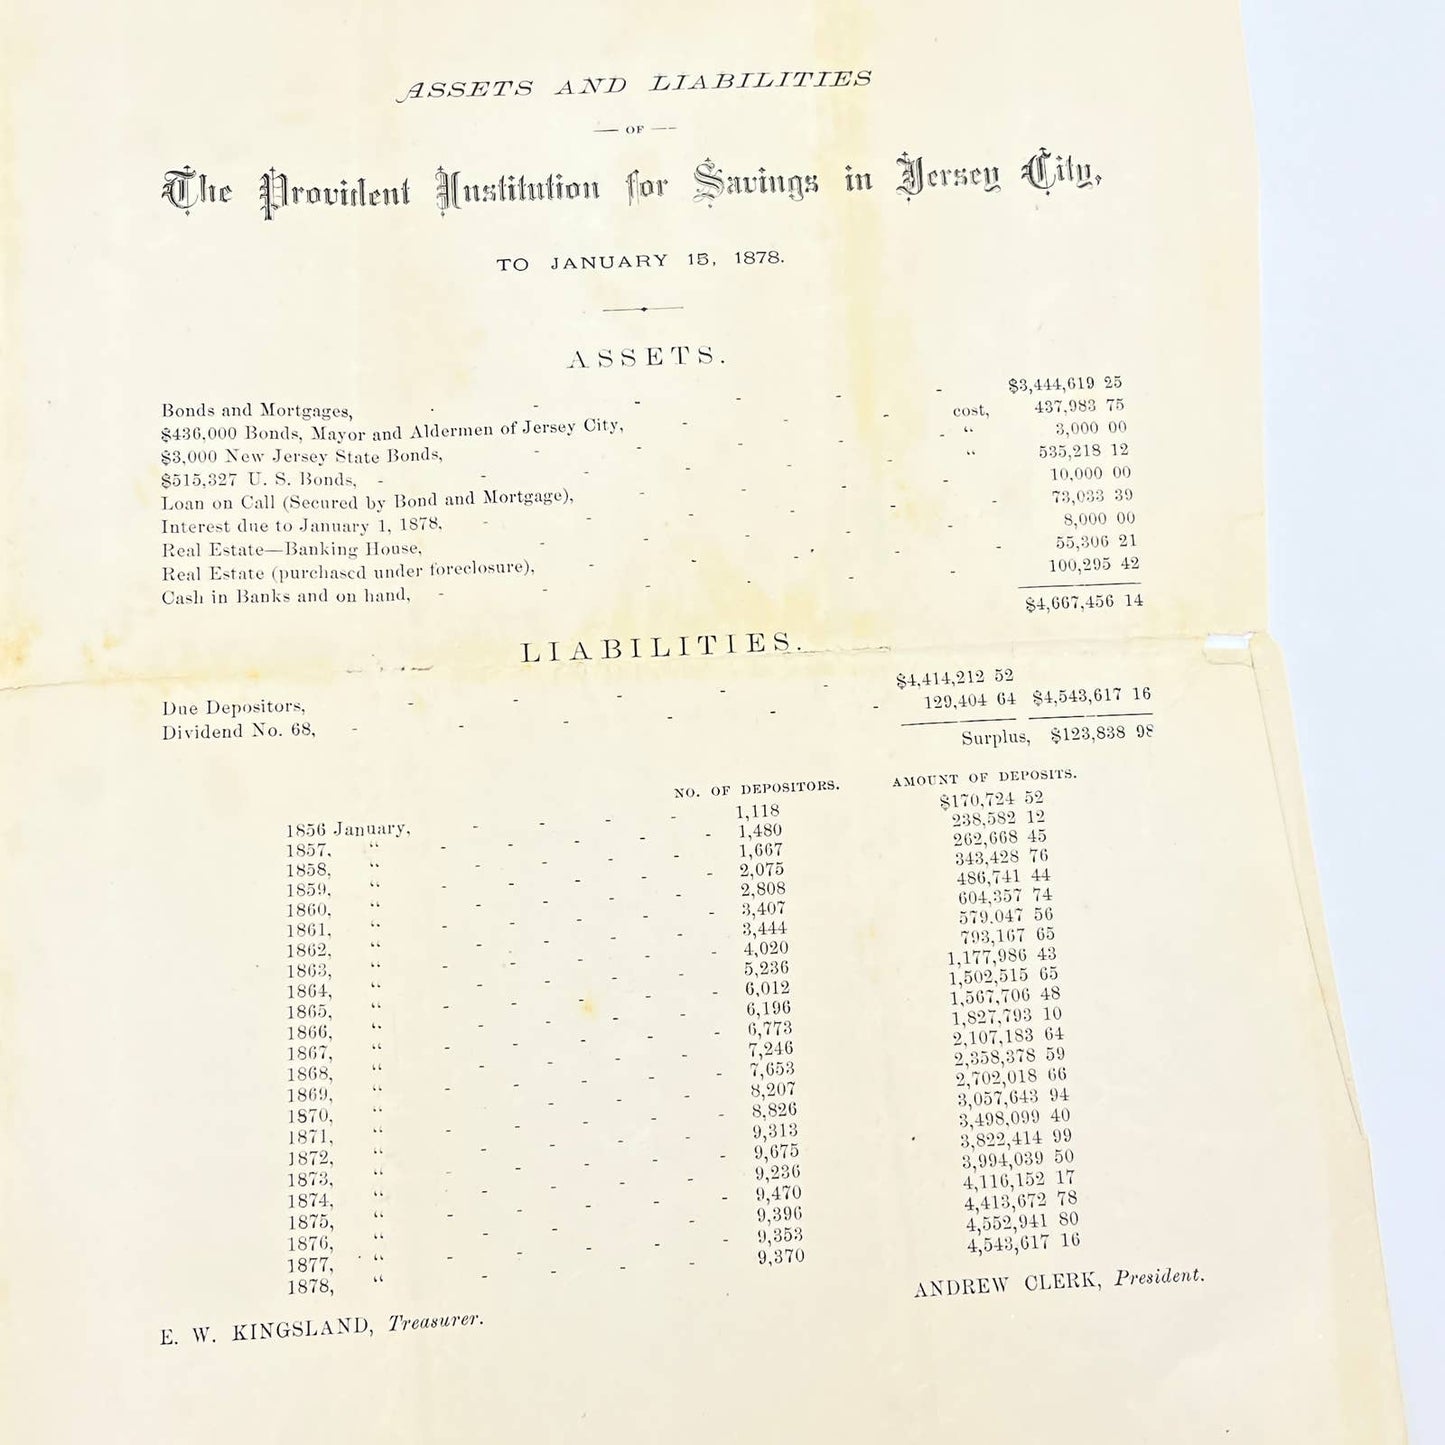 ASSETS AND LIABILITIES
— OF —
The Provident Institution for Savings in Jersey City,
TO JANUARY 15, 1878.
ASSETS.
Bonds and Mortgages, - - - - - - $3,444,619 25
$436,000 Bonds, Mayor and Aldermen of Jersey City, - - - cost, 437,983 75
$3,000 New Jersey State Bonds, - - - - - “ 3,000 00
$515,327 U. S. Bonds, - - - - - - “ 535,218 12
Loan on Call (Secured by Bond and Mortgage), - - - - 10,000 00
Interest due to January 1, 1878, - - - - - - 73,033 39
Real Estate—Banking House, - - - - - 8,000 00
Real Estate (purchased under foreclosure), - - - - - 55,306 21
Cash in Banks and on hand, - - - - - - 100,295 42
$4,667,456 14
LIABILITIES.
Due Depositors, - - - - - $4,414,212 52
Dividend No. 68, - - - - - - 129,404 64 $4,543,617 16
Surplus, $123,838 98
NO. OF DEPOSITORS. AMOUNT OF DEPOSITS.
1856 January, - - - - 1,118 $170,724 52
1857, “ - - - - - 1,480 238,582 12
1858, “ - - - - 1,667 262,668 45
1859, “ - - - - - 2,075 343,428 76
1860, “ - - - - 2,808 486,741 44
1861, “ - - - - - 3,407 604,357 74
1862, “ - - - - 3,444 579,047 56
1863, “ - - - - - 4,020 793,167 65
1864, “ - - - - 5,236 1,177,986 43
1865, “ - - - - - 6,012 1,502,515 65
1866, “ - - - - 6,196 1,567,706 48
1867, “ - - - - - 6,773 1,827,793 10
1868, “ - - - - 7,246 2,107,183 64
1869, “ - - - - - 7,653 2,358,378 59
1870, “ - - - - 8,207 2,702,018 66
1871, “ - - - - - 8,826 3,057,643 94
1872, “ - - - - 9,313 3,498,099 40
1873, “ - - - - - 9,675 3,822,414 99
1874, “ - - - - 9,236 3,994,039 50
1875, “ - - - - - 9,470 4,116,152 17
1876, “ - - - - 9,396 4,413,672 78
1877, “ - - - - - 9,353 4,552,941 80
1878, “ - - - - 9,370 4,543,617 16
ANDREW CLERK, President.
E. W. KINGSLAND, Treasurer.